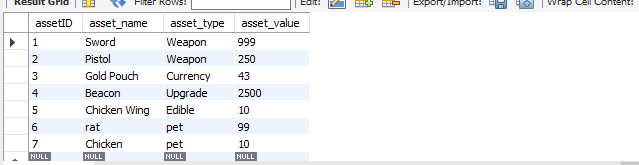 Result Grid Filter Rows: Edit: Export/Import: Wrap Cell Content:
assetID asset_name asset_type asset_value
1 Sword Weapon 999
2 Pistol Weapon 250
3 Gold Pouch Currency 43
4 Beacon Upgrade 2500
5 Chicken Wing Edible 10
6 rat pet 99
7 Chicken pet 10
NULL NULL NULL NULL